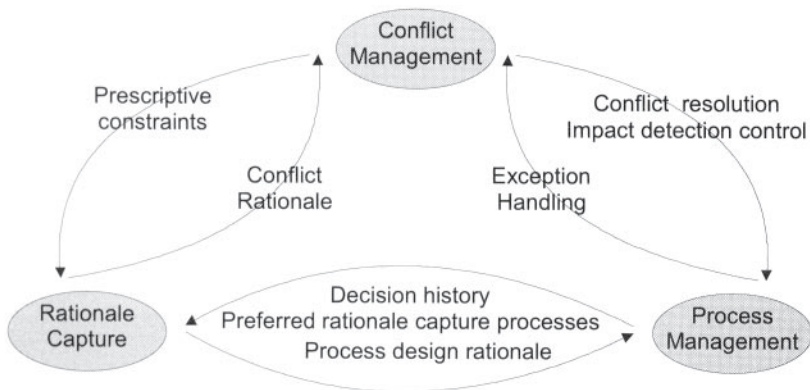 Conflict
Management
Prescriptive
constraints
Conflict resolution
Impact detection control
Conflict
Rationale
Exception
Handling
Decision history
Preferred rationale capture processes
Process design rationale
Rationale
Capture
Process
Management